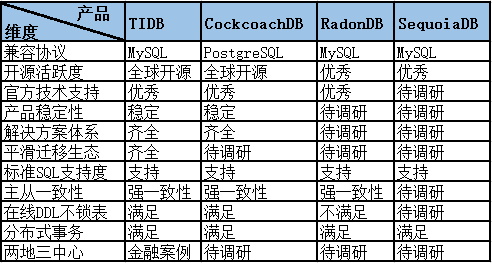 产品 TIDB CockcoachDB RadonDB SequoiaDB
维度
兼容协议 MySQL PostgreSQL MySQL MySQL
开源活跃度 全球开源 全球开源 优秀 优秀
官方技术支持 优秀 优秀 优秀 待调研
产品稳定性 稳定 稳定 待调研 待调研
解决方案体系 齐全 齐全 待调研 待调研
平滑迁移生态 齐全 待调研 待调研 待调研
标准SQL支持度 支持 支持 支持 支持
主从一致性 强一致性 强一致性 强一致性 待调研
在线DDL不锁表 满足 满足 不满足 待调研
分布式事务 满足 满足 满足 满足
两地三中心 金融案例 待调研 待调研 待调研